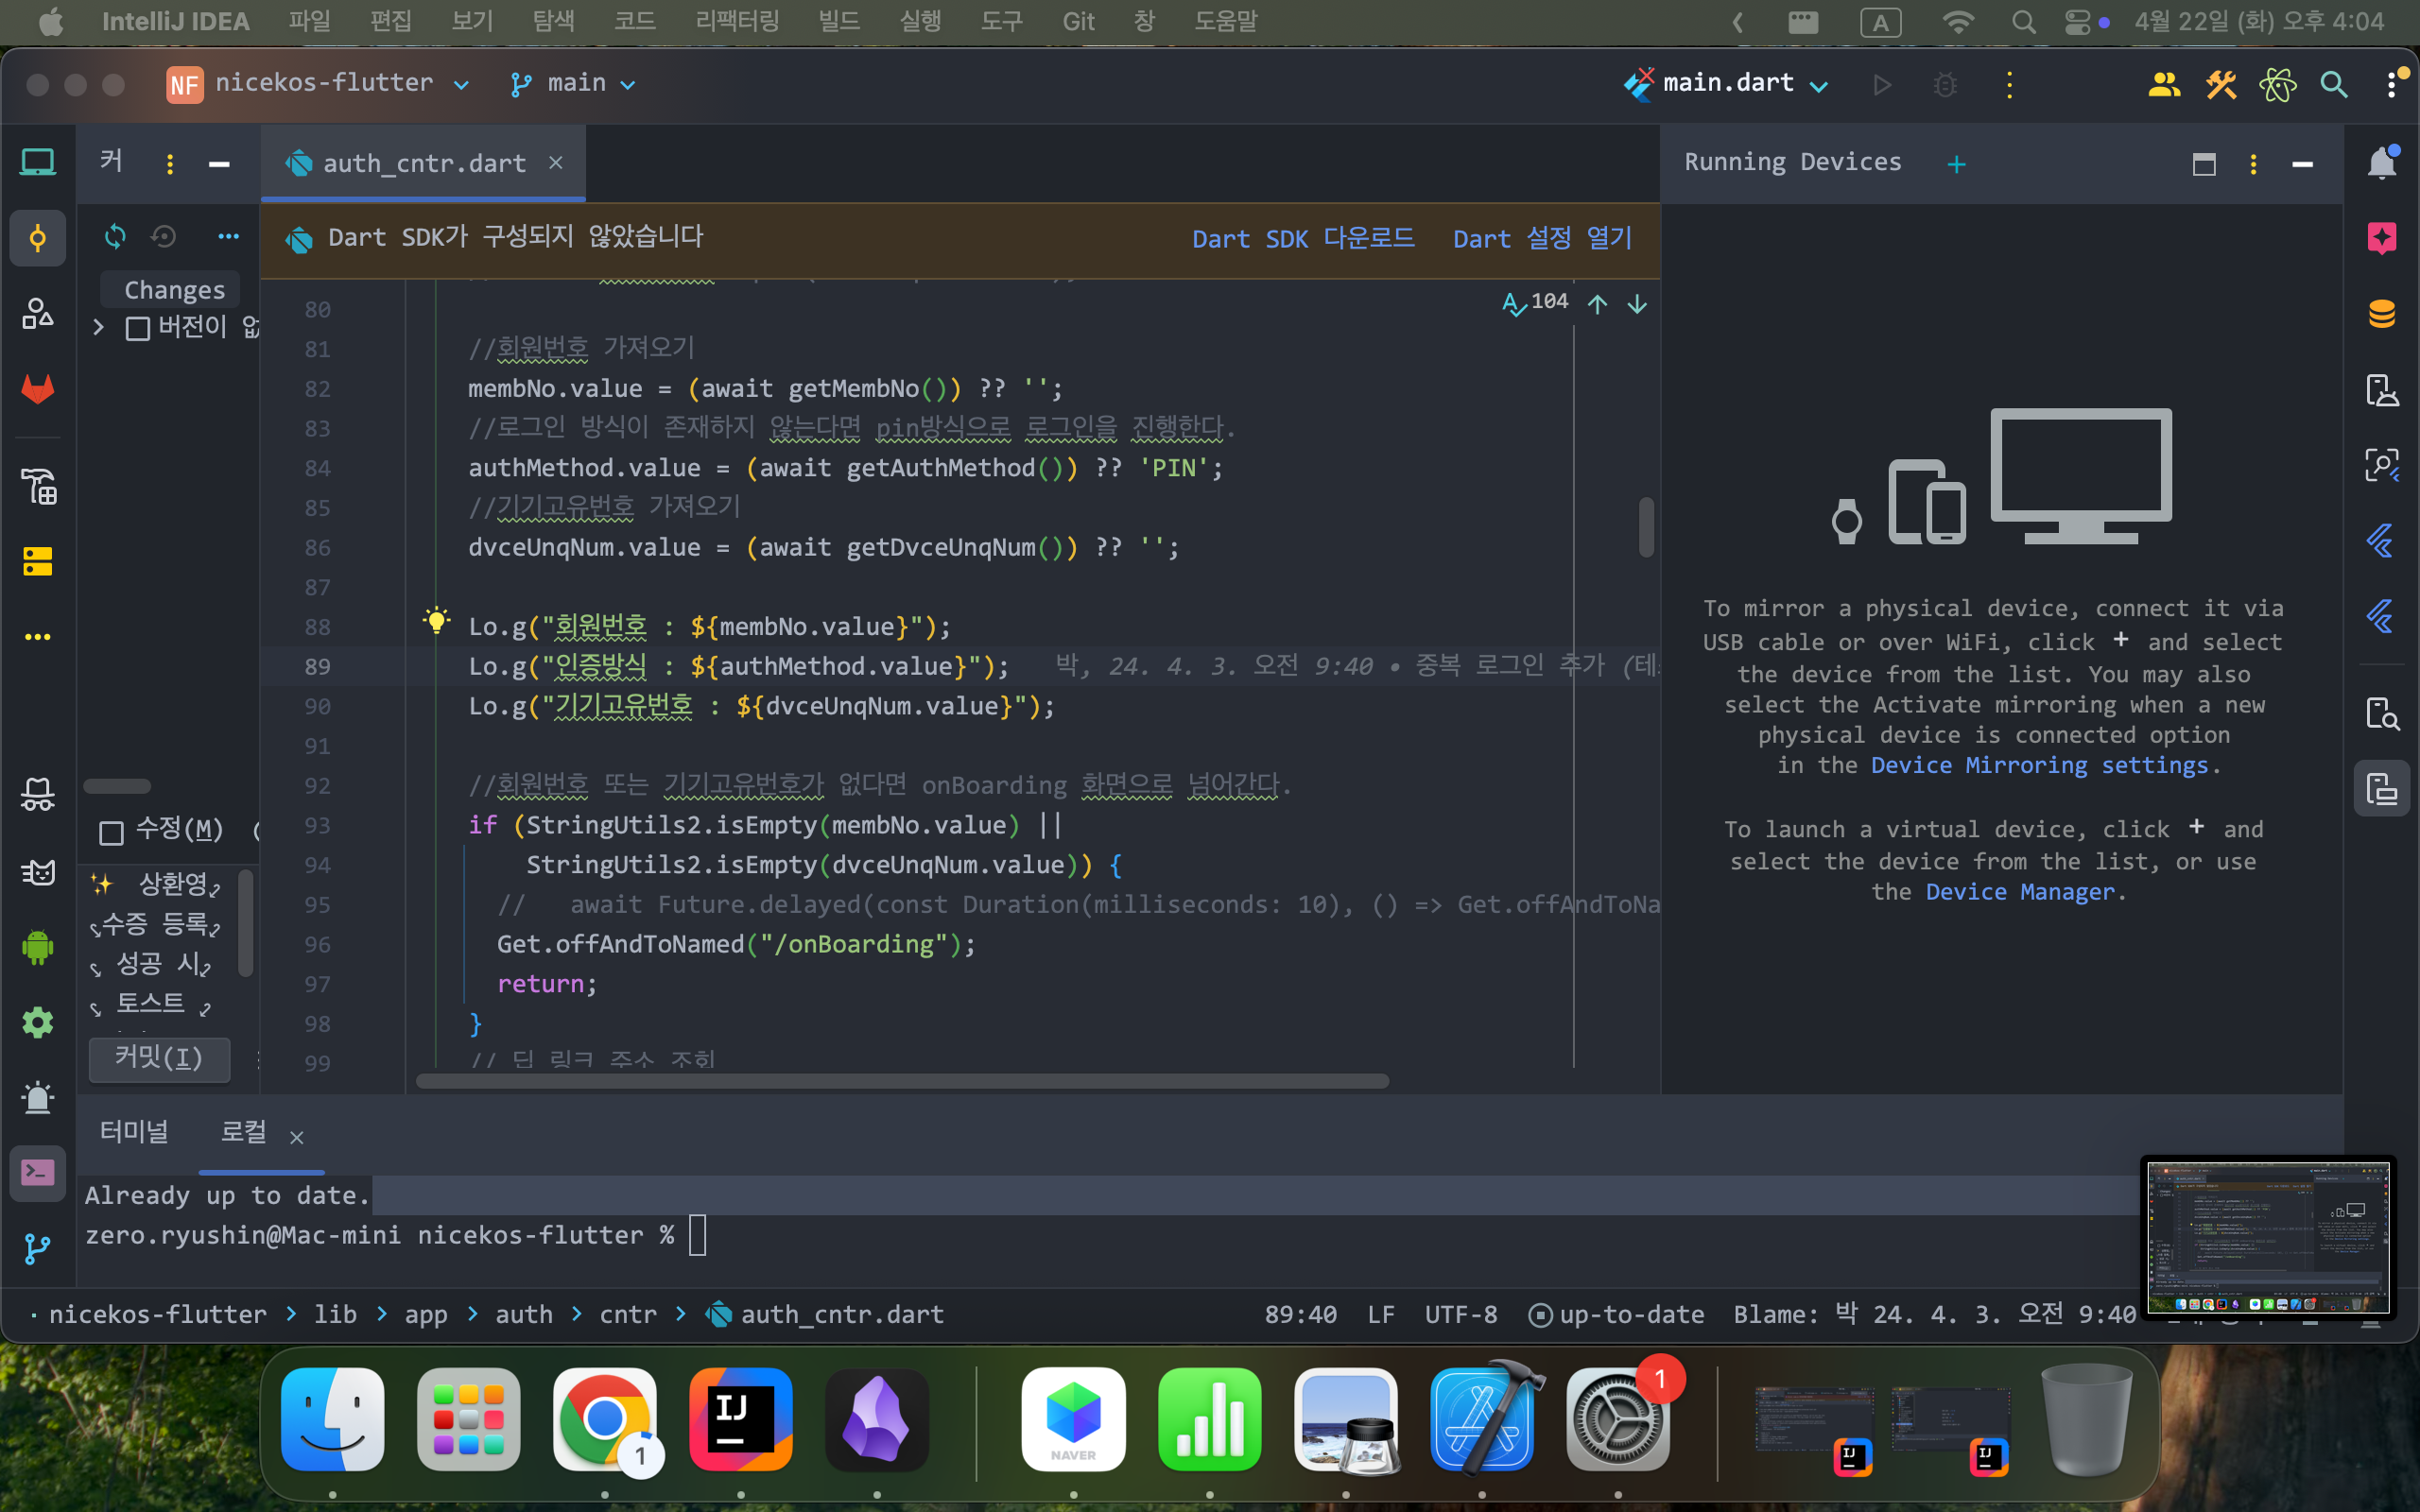 IntelliJ IDEA 파일 편집 보기 탐색 코드 리팩터링 빌드 실행 도구 Git 창 도움말 A 4월 22일 (화) 오후 4:04
NF nicekos-flutter main main.dart
커 auth_cntr.dart Running Devices
Dart SDK가 구성되지 않았습니다 Dart SDK 다운로드 Dart 설정 열기
Changes
버전이
104
80
81 //회원번호 가져오기
82 membNo.value = (await getMembNo()) ?? '';
83 //로그인 방식이 존재하지 않는다면 pin방식으로 로그인을 진행한다.
84 authMethod.value = (await getAuthMethod()) ?? 'PIN';
85 //기기고유번호 가져오기
86 dvceUnqNum.value = (await getDvceUnqNum()) ?? '';
87
88 Lo.g("회원번호 : ${membNo.value}");
89 Lo.g("인증방식 : ${authMethod.value}"); 박, 24. 4. 3. 오전 9:40 • 중복 로그인 추가 (테
90 Lo.g("기기고유번호 : ${dvceUnqNum.value}");
91
92 //회원번호 또는 기기고유번호가 없다면 onBoarding 화면으로 넘어간다.
93 if (StringUtils2.isEmpty(membNo.value) ||
94 StringUtils2.isEmpty(dvceUnqNum.value)) {
95 // await Future.delayed(const Duration(milliseconds: 10), () => Get.offAndToNa
96 Get.offAndToNamed("/onBoarding");
97 return;
98 }
99 // 딥 링크 주소 조회
To mirror a physical device, connect it via
USB cable or over WiFi, click + and select
the device from the list. You may also
select the Activate mirroring when a new
physical device is connected option
in the Device Mirroring settings.
To launch a virtual device, click + and
select the device from the list, or use
the Device Manager.
수정(M)
✨ 상환영
수증 등록
성공 시
토스트
커밋(I)
터미널 로컬
Already up to date.
zero.ryushin@Mac-mini nicekos-flutter %
nicekos-flutter > lib > app > auth > cntr > auth_cntr.dart 89:40 LF UTF-8 up-to-date Blame: 박 24. 4. 3. 오전 9:40
1 IJ NAVER 1 IJ IJ